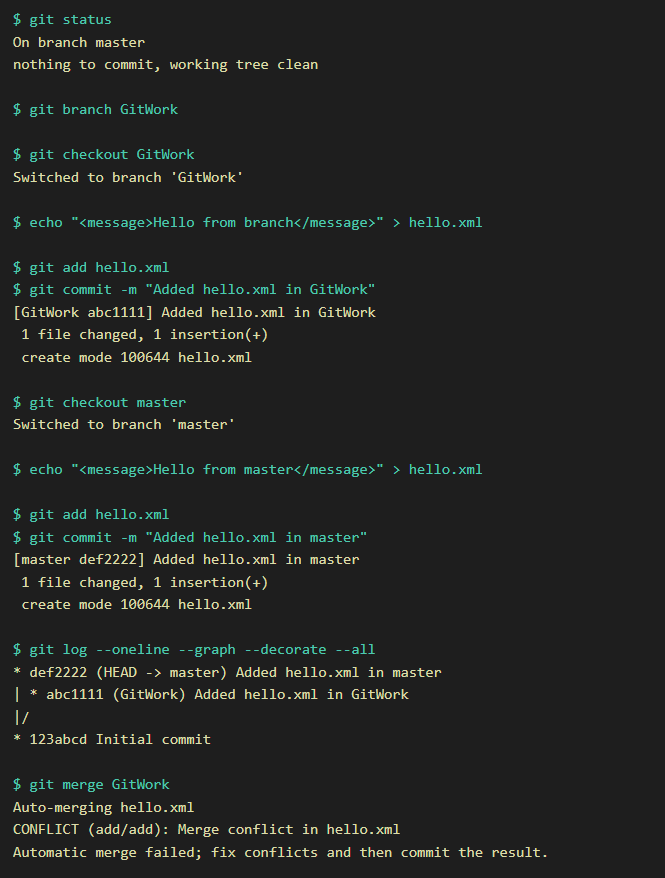 $ git status
On branch master
nothing to commit, working tree clean
$ git branch GitWork
$ git checkout GitWork
Switched to branch 'GitWork'
$ echo "<message>Hello from branch</message>" > hello.xml
$ git add hello.xml
$ git commit -m "Added hello.xml in GitWork"
[GitWork abc1111] Added hello.xml in GitWork
 1 file changed, 1 insertion(+)
 create mode 100644 hello.xml
$ git checkout master
Switched to branch 'master'
$ echo "<message>Hello from master</message>" > hello.xml
$ git add hello.xml
$ git commit -m "Added hello.xml in master"
[master def2222] Added hello.xml in master
 1 file changed, 1 insertion(+)
 create mode 100644 hello.xml
$ git log --oneline --graph --decorate --all
* def2222 (HEAD -> master) Added hello.xml in master
| * abc1111 (GitWork) Added hello.xml in GitWork
|/
* 123abcd Initial commit
$ git merge GitWork
Auto-merging hello.xml
CONFLICT (add/add): Merge conflict in hello.xml
Automatic merge failed; fix conflicts and then commit the result.